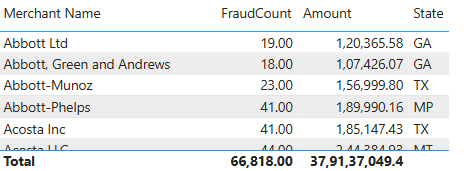 Merchant Name FraudCount Amount State
Abbott Ltd 19.00 1,20,365.58 GA
Abbott, Green and Andrews 18.00 1,07,426.07 GA
Abbott-Munoz 23.00 1,56,999.80 TX
Abbott-Phelps 41.00 1,89,990.16 MP
Acosta Inc 41.00 1,85,147.43 TX
Acosta LLC 44.00 2,44,384.93 MT
Total 66,818.00 37,91,37,049.4